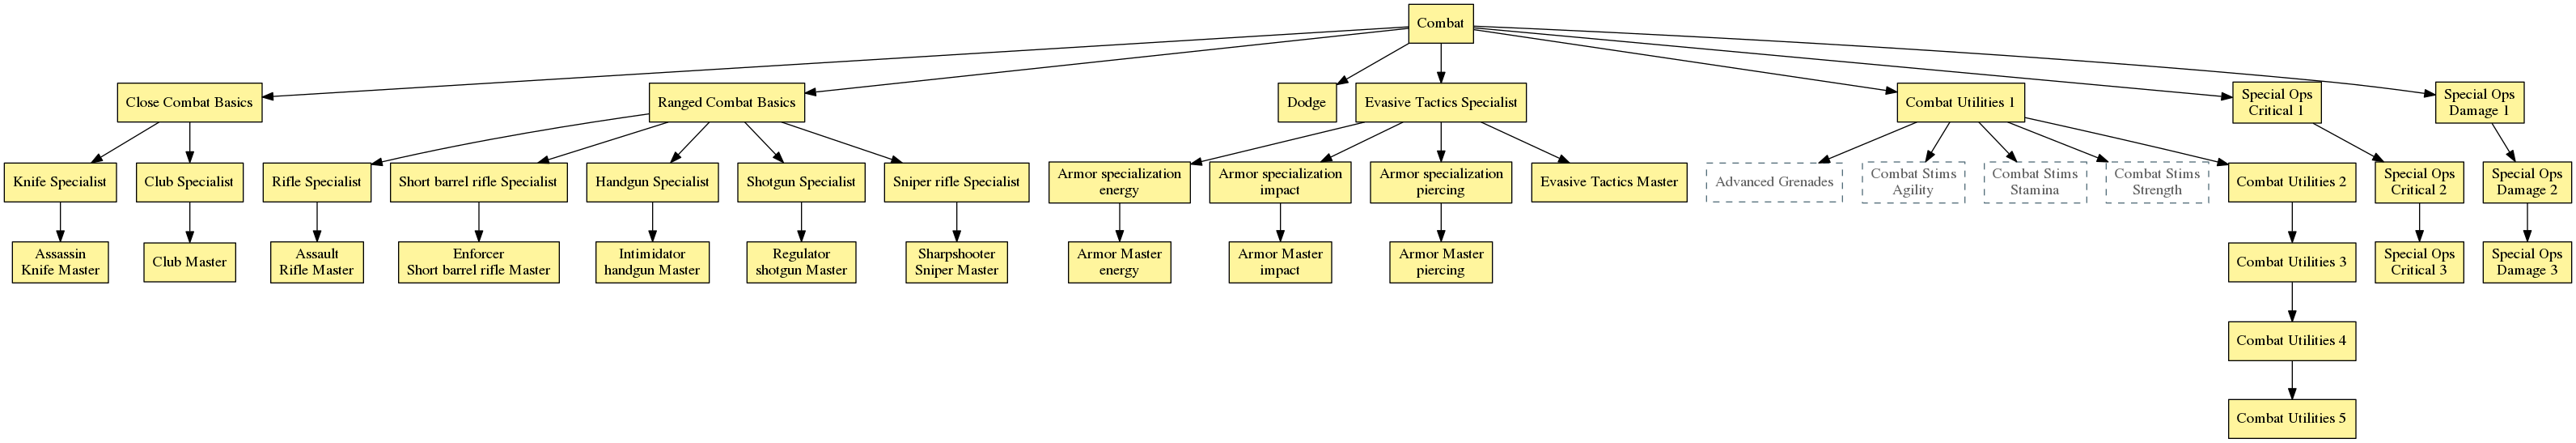 Combat
Close Combat Basics
Ranged Combat Basics
Dodge
Evasive Tactics Specialist
Combat Utilities 1
Special Ops
Critical 1
Special Ops
Damage 1
Knife Specialist
Club Specialist
Rifle Specialist
Short barrel rifle Specialist
Handgun Specialist
Shotgun Specialist
Sniper rifle Specialist
Armor specialization
energy
Armor specialization
impact
Armor specialization
piercing
Evasive Tactics Master
Advanced Grenades
Combat Stims
Agility
Combat Stims
Stamina
Combat Stims
Strength
Combat Utilities 2
Special Ops
Critical 2
Special Ops
Damage 2
Assassin
Knife Master
Club Master
Assault
Rifle Master
Enforcer
Short barrel rifle Master
Intimidator
handgun Master
Regulator
shotgun Master
Sharpshooter
Sniper Master
Armor Master
energy
Armor Master
impact
Armor Master
piercing
Combat Utilities 3
Special Ops
Critical 3
Special Ops
Damage 3
Combat Utilities 4
Combat Utilities 5